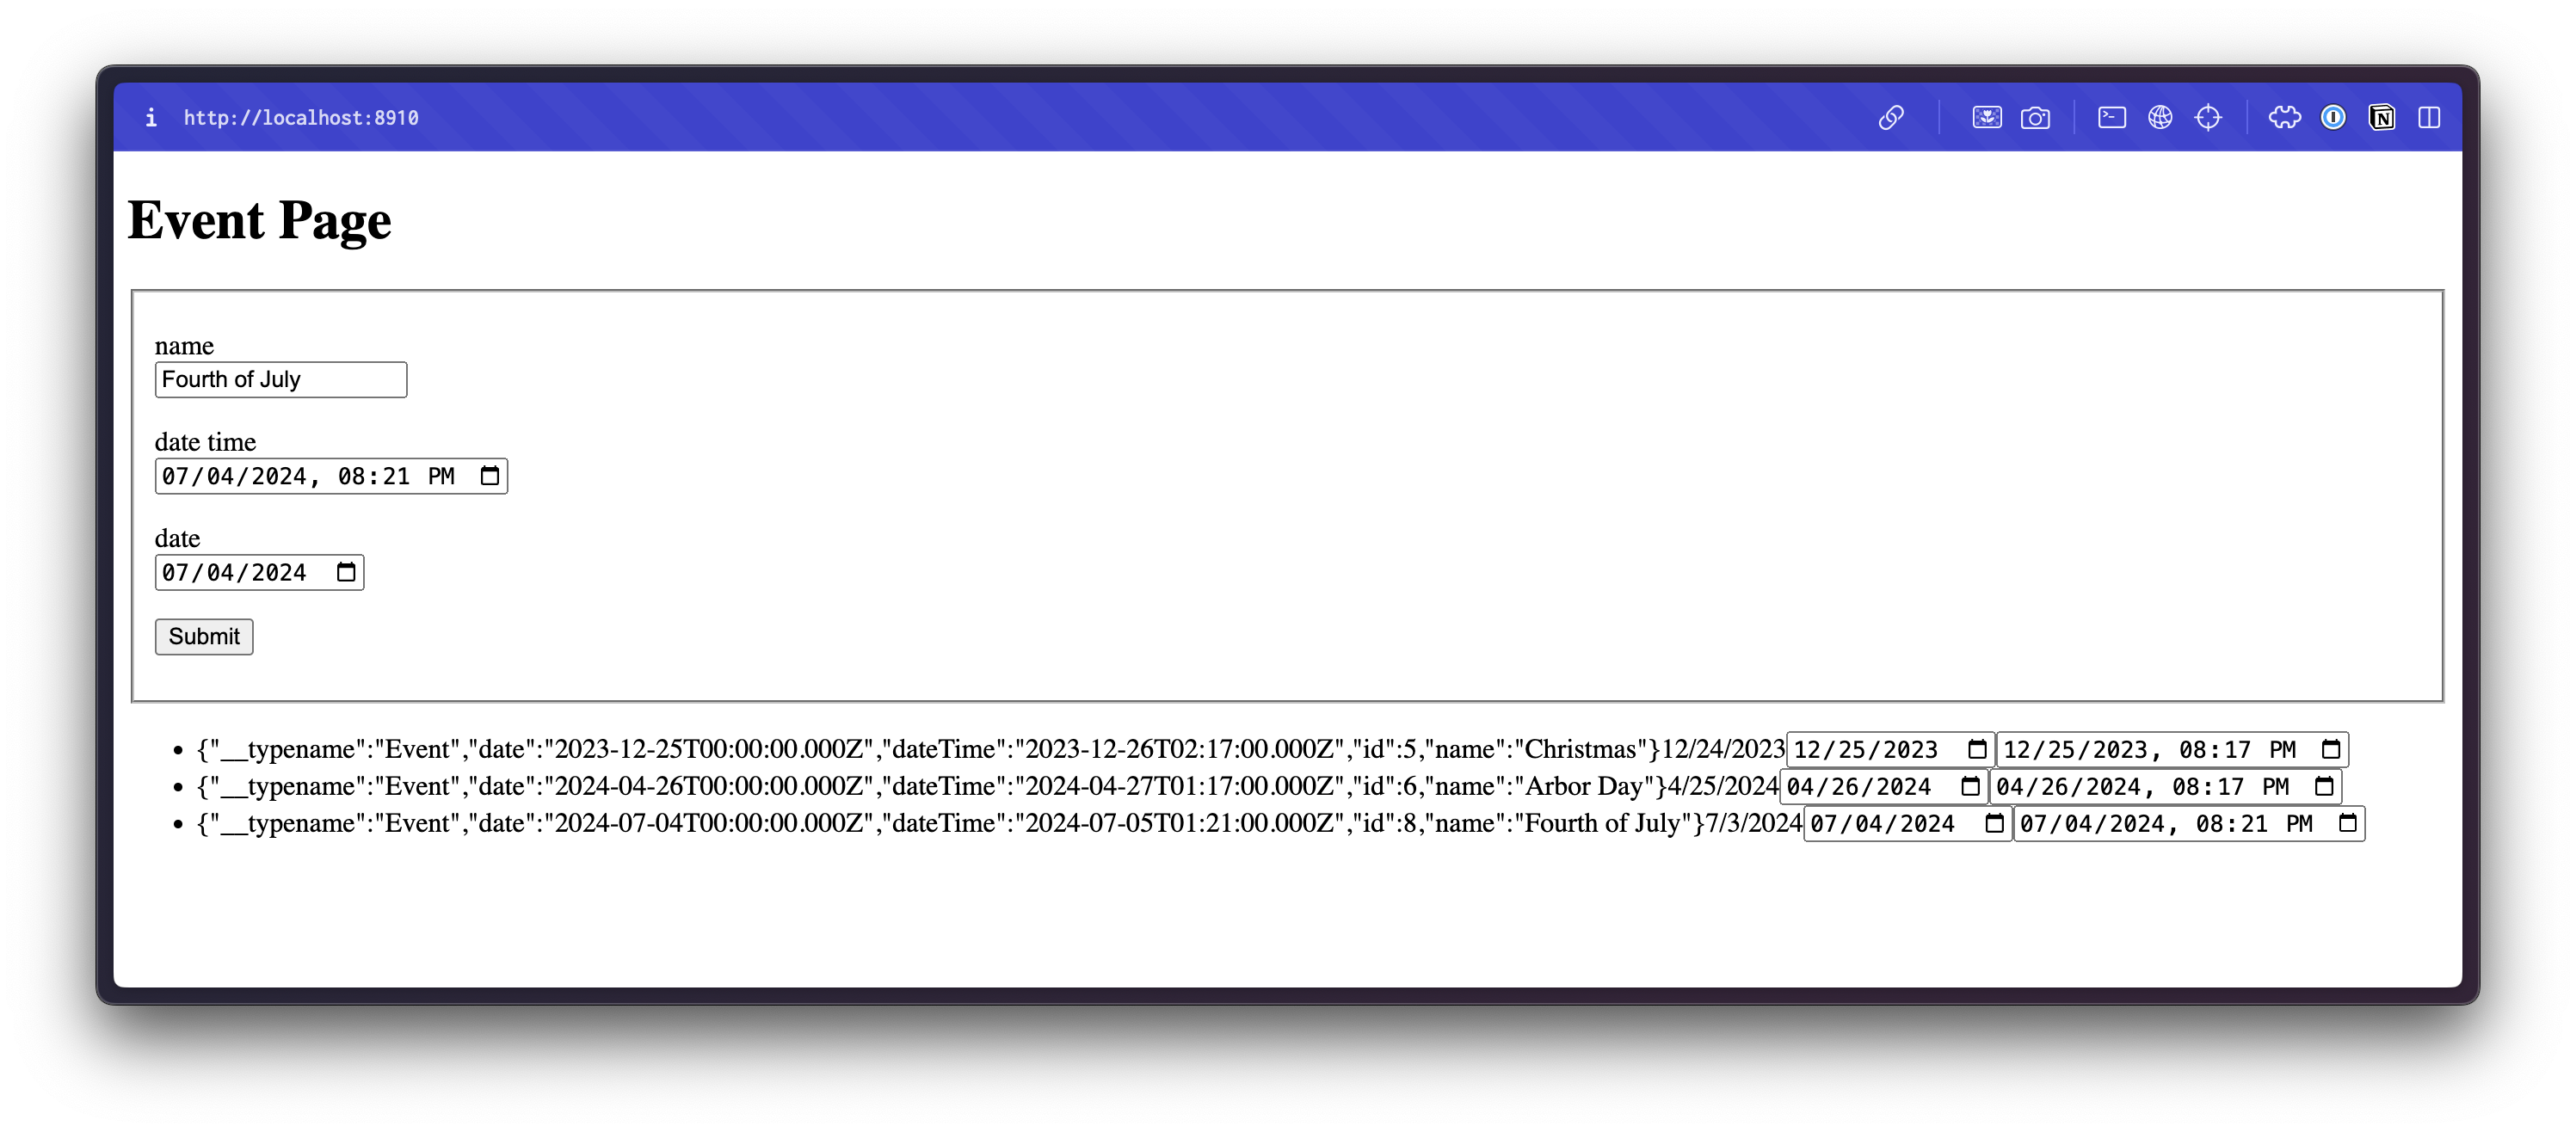 http://localhost:8910
Event Page
name
Fourth of July
date time
07/04/2024, 08:21 PM
date
07/04/2024
Submit
{"__typename":"Event","date":"2023-12-25T00:00:00.000Z","dateTime":"2023-12-26T02:17:00.000Z","id":5,"name":"Christmas"}12/24/2023 12/25/2023 12/25/2023, 08:17 PM
{"__typename":"Event","date":"2024-04-26T00:00:00.000Z","dateTime":"2024-04-27T01:17:00.000Z","id":6,"name":"Arbor Day"}4/25/2024 04/26/2024 04/26/2024, 08:17 PM
{"__typename":"Event","date":"2024-07-04T00:00:00.000Z","dateTime":"2024-07-05T01:21:00.000Z","id":8,"name":"Fourth of July"}7/3/2024 07/04/2024 07/04/2024, 08:21 PM